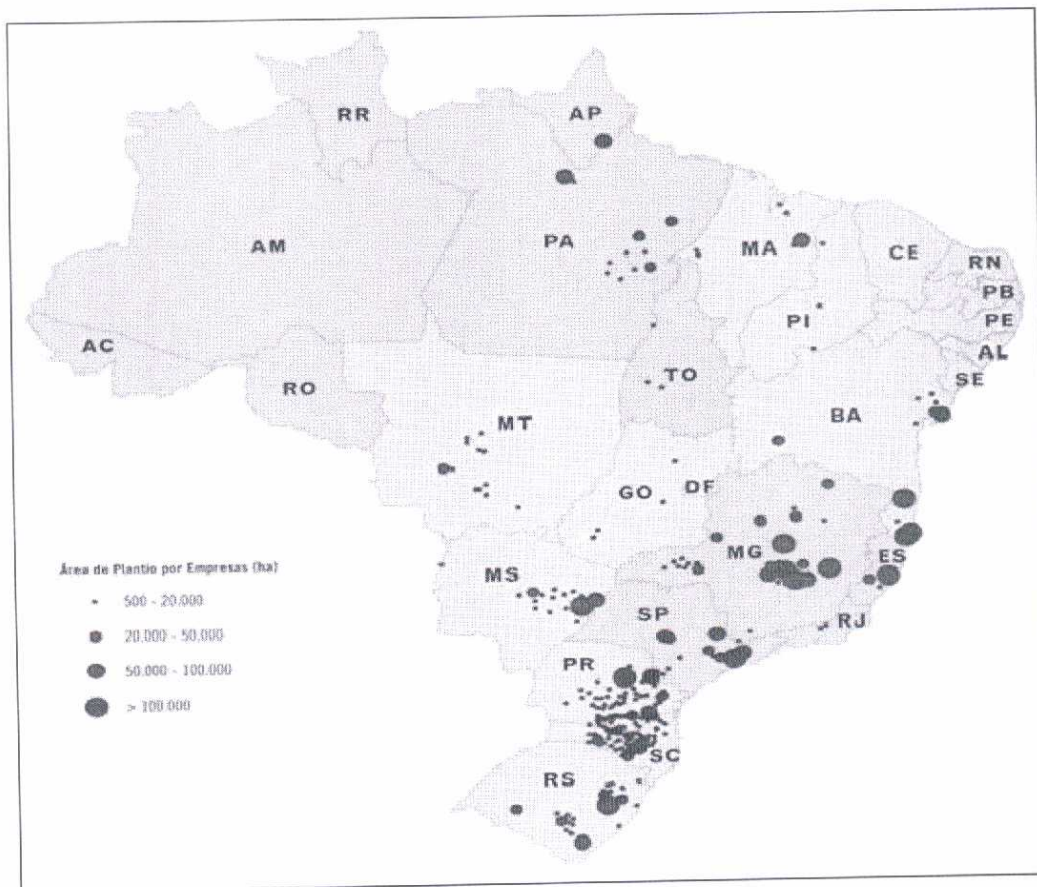 RR
AP
AM
PA
MA
CE
RN
PB
PI
PE
AC
AL
TO
SE
RO
MT
BA
GO
DF
MG
ES
MS
SP
RJ
PR
SC
RS
Área de Plantio por Empresas (ha)
500 - 20.000
20.000 - 50.000
50.000 - 100.000
> 100.000